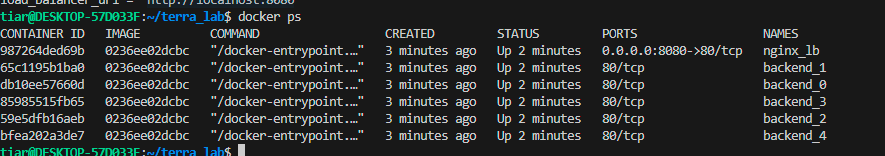 load_balancer_url = "http://localhost:8080"
tiar@DESKTOP-57D033F:~/terra_lab$ docker ps
CONTAINER ID   IMAGE          COMMAND                  CREATED         STATUS         PORTS                  NAMES
987264ded69b   0236ee02dcbc   "/docker-entrypoint.…"   3 minutes ago   Up 2 minutes   0.0.0.0:8080->80/tcp   nginx_lb
65c1195b1ba0   0236ee02dcbc   "/docker-entrypoint.…"   3 minutes ago   Up 2 minutes   80/tcp                 backend_1
db10ee57660d   0236ee02dcbc   "/docker-entrypoint.…"   3 minutes ago   Up 2 minutes   80/tcp                 backend_0
85985515fb65   0236ee02dcbc   "/docker-entrypoint.…"   3 minutes ago   Up 2 minutes   80/tcp                 backend_3
59e5dfb16aeb   0236ee02dcbc   "/docker-entrypoint.…"   3 minutes ago   Up 2 minutes   80/tcp                 backend_2
bfea202a3de7   0236ee02dcbc   "/docker-entrypoint.…"   3 minutes ago   Up 2 minutes   80/tcp                 backend_4
tiar@DESKTOP-57D033F:~/terra_lab$